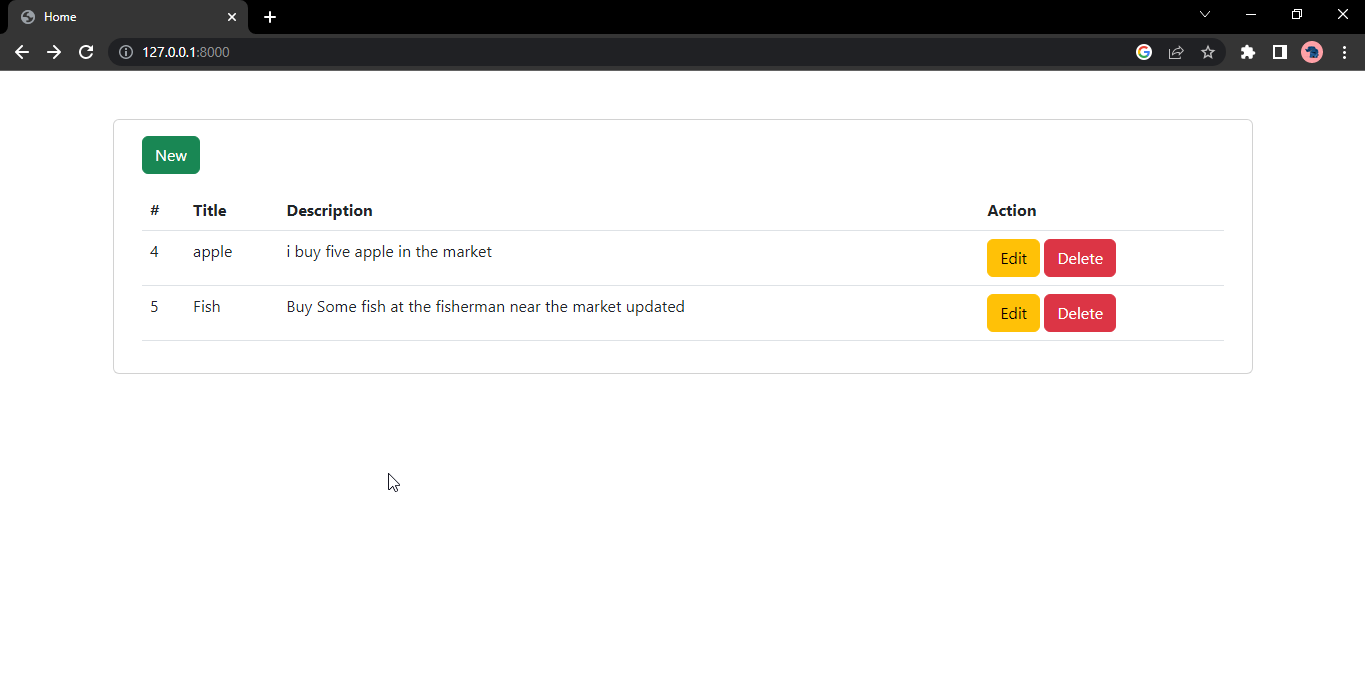 Home
127.0.0.1:8000
New
# Title Description Action
4 apple i buy five apple in the market Edit Delete
5 Fish Buy Some fish at the fisherman near the market updated Edit Delete